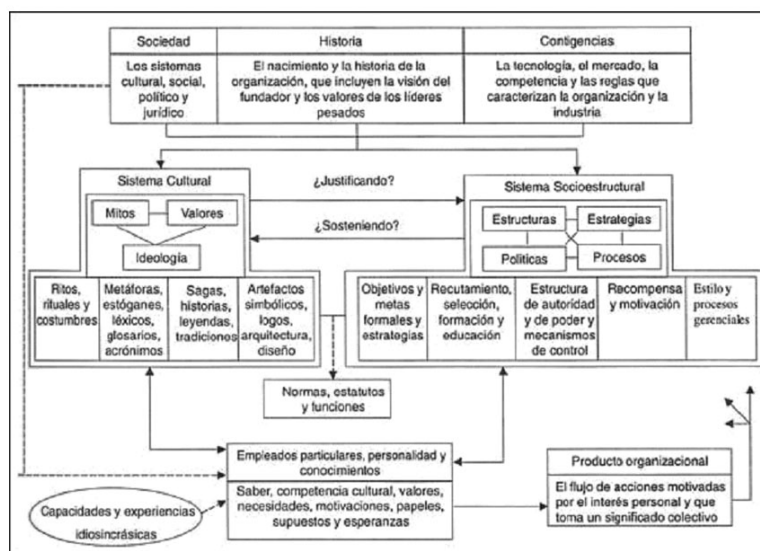 Sociedad
Historia
Contigencias
Los sistemas
cultural, social,
político y
jurídico
El nacimiento y la historia de la
organización, que incluyen la visión del
fundador y los valores de los líderes
pesados
La tecnología, el mercado, la
competencia y las reglas que
caracterizan la organización y la
industria
Sistema Cultural
Mitos
Valores
Ideología
¿Justificando?
¿Sosteniendo?
Sistema Socioestructural
Estructuras
Estrategias
Politicas
Procesos
Ritos,
rituales y
costumbres
Metáforas,
estóganes,
léxicos,
glosarios,
acrónimos
Sagas,
historias,
leyendas,
tradiciones
Artefactos
simbólicos,
logos,
arquitectura,
diseño
Objetivos y
metas
formales y
estrategias
Recutamiento,
selección,
formación y
educación
Estructura
de autoridad
y de poder y
mecanismos
de control
Recompensa
y motivación
Estilo y
procesos
gerenciales
Normas, estatutos
y funciones
Empleados particulares, personalidad y
conocimientos
Saber, competencia cultural, valores,
necesidades, motivaciones, papeles,
supuestos y esperanzas
Capacidades y experiencias
idiosincrásicas
Producto organizacional
El flujo de acciones motivadas
por el interés personal y que
toma un significado colectivo